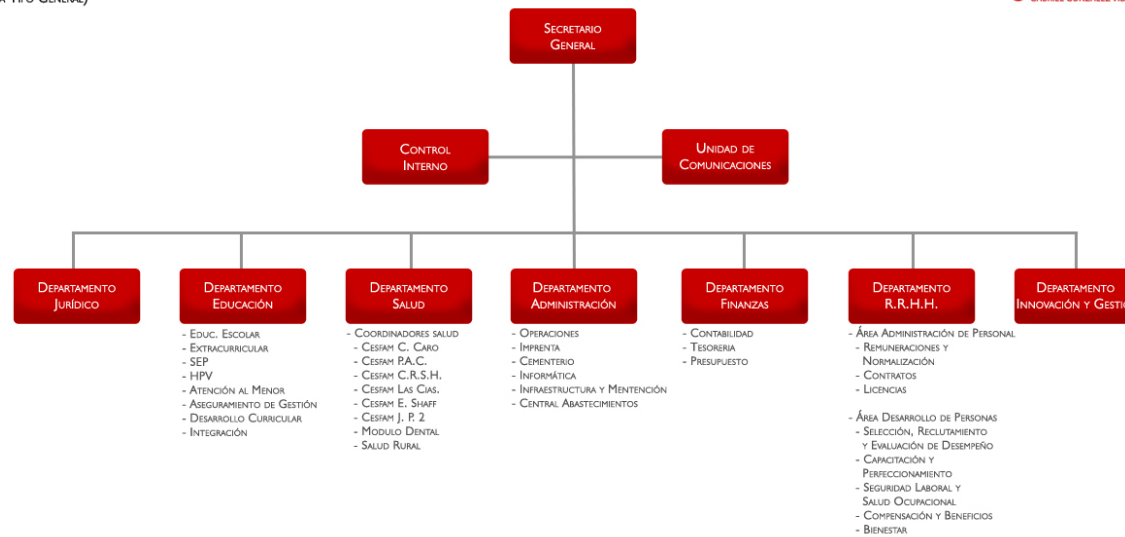 SECRETARIO
GENERAL
CONTROL
INTERNO
UNIDAD DE
COMUNICACIONES
DEPARTAMENTO
JURÍDICO
DEPARTAMENTO
EDUCACIÓN
- EDUC. ESCOLAR
- EXTRACURRICULAR
- SEP
- HPV
- ATENCIÓN AL MENOR
- ASEGURAMIENTO DE GESTIÓN
- DESARROLLO CURRICULAR
- INTEGRACIÓN
DEPARTAMENTO
SALUD
- COORDINADORES SALUD
- CESFAM C. CARO
- CESFAM P.A.C.
- CESFAM C.R.S.H.
- CESFAM LAS CIAS.
- CESFAM E. SHAFF
- CESFAM J. P. 2
- MODULO DENTAL
- SALUD RURAL
DEPARTAMENTO
ADMINISTRACIÓN
- OPERACIONES
- IMPRENTA
- CEMENTERIO
- INFORMÁTICA
- INFRAESTRUCTURA Y MENTENCIÓN
- CENTRAL ABASTECIMIENTOS
DEPARTAMENTO
FINANZAS
- CONTABILIDAD
- TESORERIA
- PRESUPUESTO
DEPARTAMENTO
R.R.H.H.
- ÁREA ADMINISTRACIÓN DE PERSONAL
- REMUNERACIONES Y
NORMALIZACIÓN
- CONTRATOS
- LICENCIAS
- ÁREA DESARROLLO DE PERSONAS
- SELECCIÓN, RECLUTAMIENTO
Y EVALUACIÓN DE DESEMPEÑO
- CAPACITACIÓN Y
PERFECCIONAMIENTO
- SEGURIDAD LABORAL Y
SALUD OCUPACIONAL
- COMPENSACIÓN Y BENEFICIOS
- BIENESTAR
DEPARTAMENTO
INNOVACIÓN Y